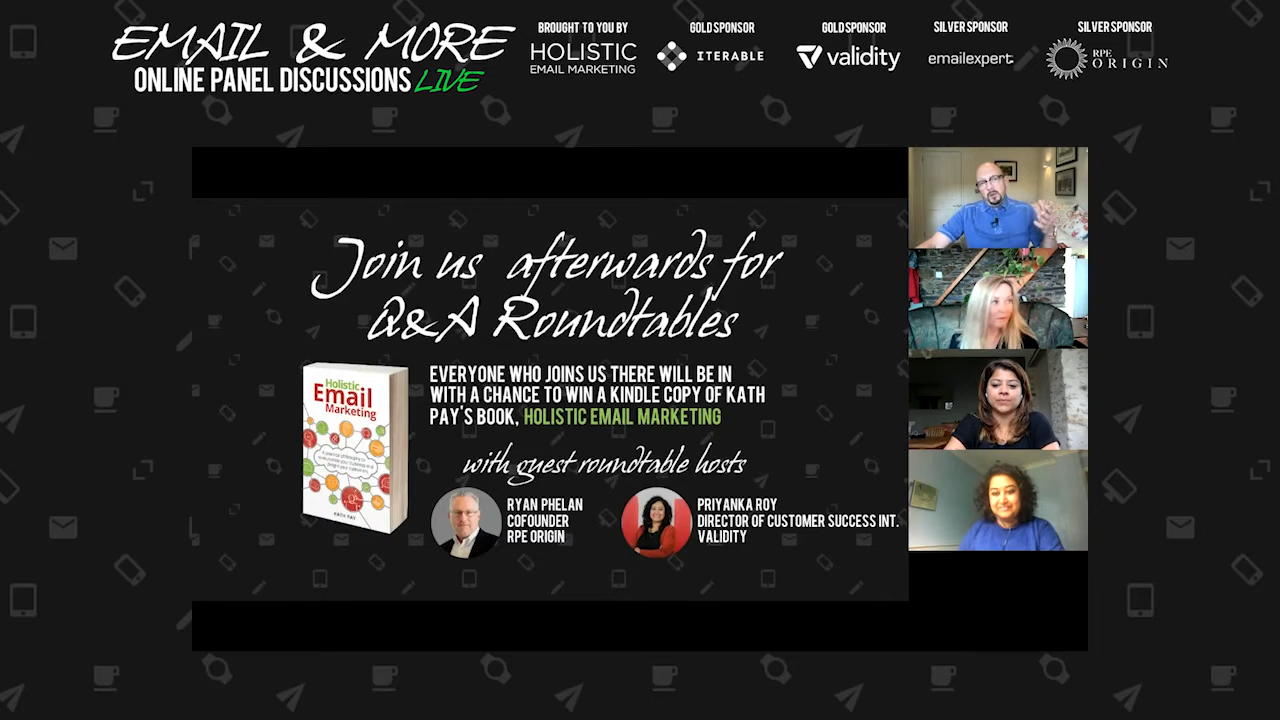 EMAIL & MORE
ONLINE PANEL DISCUSSIONS LIVE
BROUGHT TO YOU BY
HOLISTIC
EMAIL MARKETING
GOLD SPONSOR
ITERABLE
GOLD SPONSOR
validity
SILVER SPONSOR
emailexpert
SILVER SPONSOR
RPE
ORIGIN
Join us afterwards for
Q&A Roundtables
EVERYONE WHO JOINS US THERE WILL BE IN
WITH A CHANCE TO WIN A KINDLE COPY OF KATH
PAY'S BOOK, HOLISTIC EMAIL MARKETING
Holistic
Email
Marketing
KATH PAY
with guest roundtable hosts
RYAN PHELAN
COFOUNDER
RPE ORIGIN
PRIYANKA ROY
DIRECTOR OF CUSTOMER SUCCESS INT.
VALIDITY